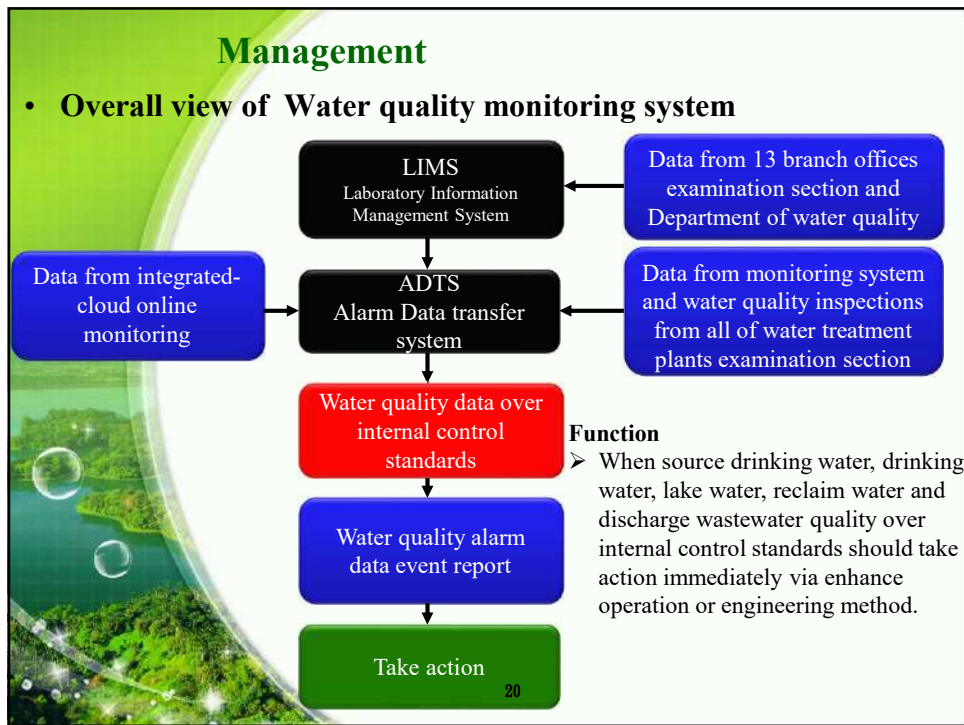 Management
• Overall view of Water quality monitoring system
LIMS
Laboratory Information
Management System
Data from 13 branch offices
examination section and
Department of water quality
Data from integrated-
cloud online
monitoring
ADTS
Alarm Data transfer
system
Data from monitoring system
and water quality inspections
from all of water treatment
plants examination section
Water quality data over
internal control
standards
Function
➢ When source drinking water, drinking
water, lake water, reclaim water and
discharge wastewater quality over
internal control standards should take
action immediately via enhance
operation or engineering method.
Water quality alarm
data event report
Take action
20